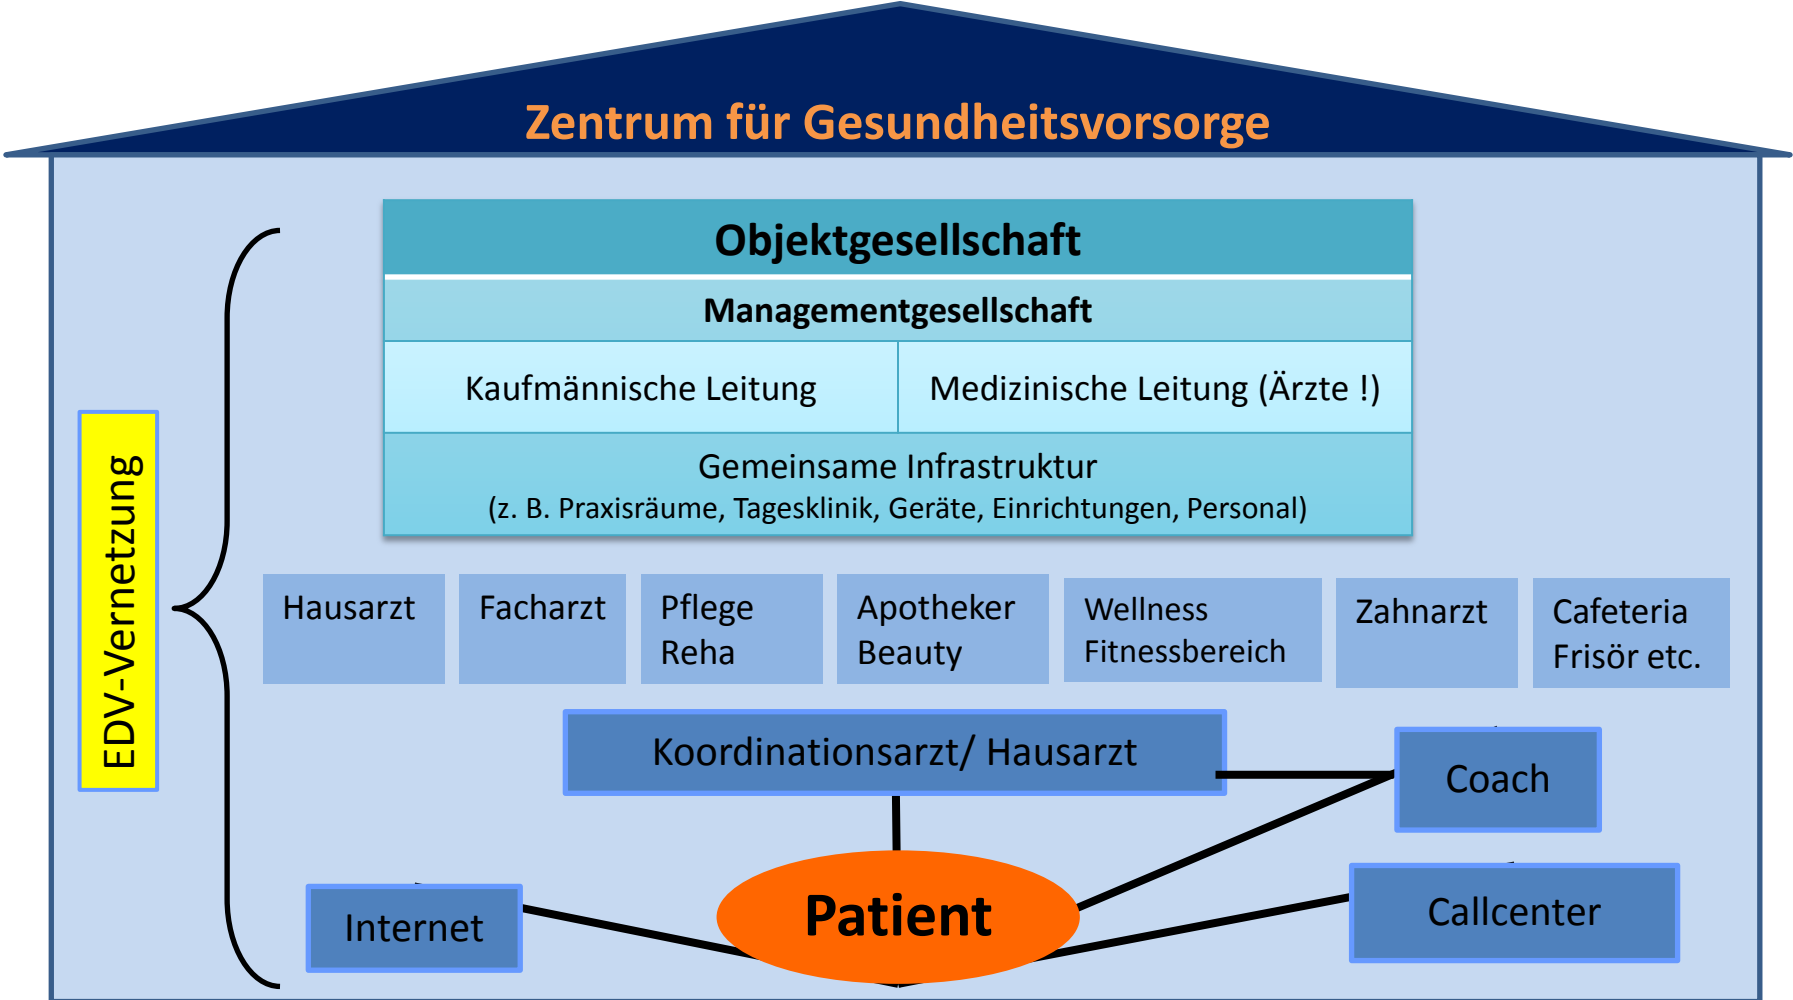 Zentrum für Gesundheitsvorsorge
Objektgesellschaft
Managementgesellschaft
Kaufmännische Leitung
Medizinische Leitung (Ärzte !)
Gemeinsame Infrastruktur
(z. B. Praxisräume, Tagesklinik, Geräte, Einrichtungen, Personal)
EDV-Vernetzung
Hausarzt
Facharzt
Pflege
Reha
Apotheker
Beauty
Wellness
Fitnessbereich
Zahnarzt
Cafeteria
Frisör etc.
Koordinationsarzt/ Hausarzt
Coach
Internet
Patient
Callcenter